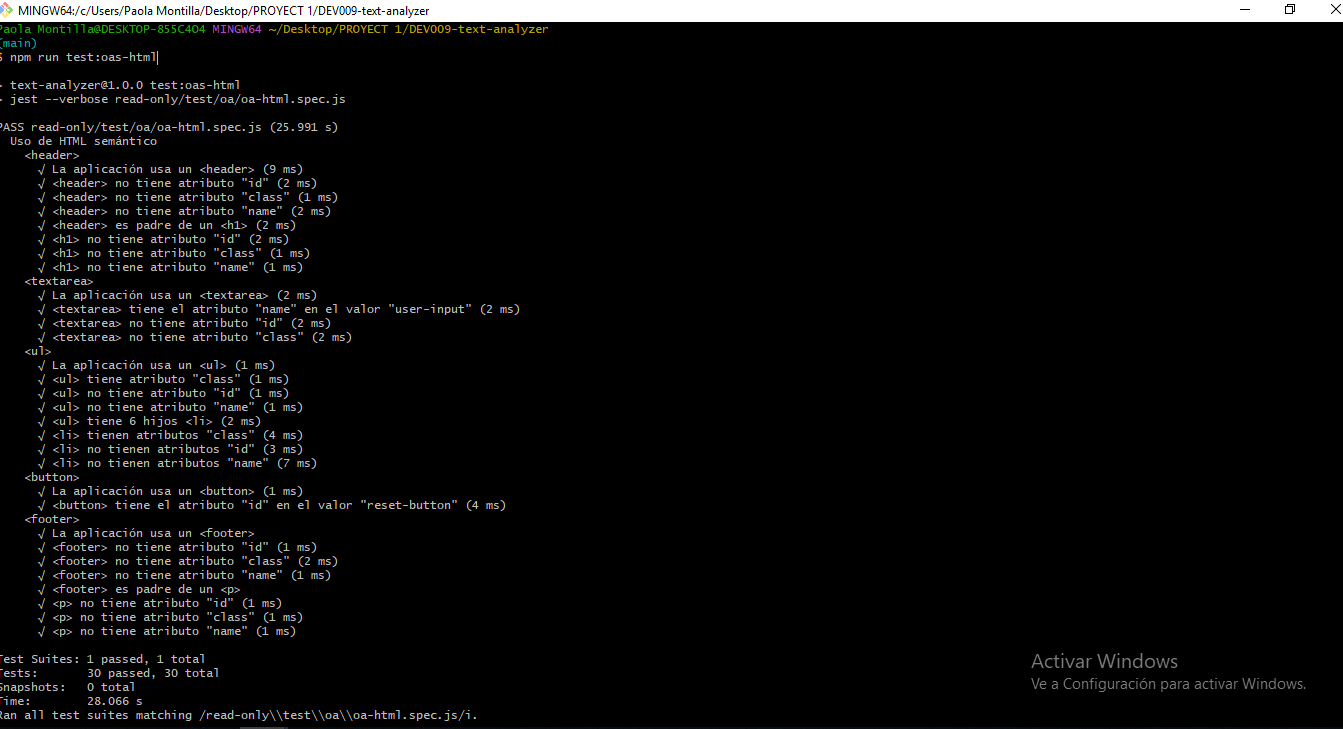 MINGW64:/c/Users/Paola Montilla/Desktop/PROYECT 1/DEV009-text-analyzer
Paola Montilla@DESKTOP-855C4O4 MINGW64 ~/Desktop/PROYECT 1/DEV009-text-analyzer
(main)
$ npm run test:oas-html
> text-analyzer@1.0.0 test:oas-html
> jest --verbose read-only/test/oa/oa-html.spec.js
PASS read-only/test/oa/oa-html.spec.js (25.991 s)
Uso de HTML semántico
<header>
√ La aplicación usa un <header> (9 ms)
√ <header> no tiene atributo "id" (2 ms)
√ <header> no tiene atributo "class" (1 ms)
√ <header> no tiene atributo "name" (2 ms)
√ <header> es padre de un <h1> (2 ms)
√ <h1> no tiene atributo "id" (2 ms)
√ <h1> no tiene atributo "class" (1 ms)
√ <h1> no tiene atributo "name" (1 ms)
<textarea>
√ La aplicación usa un <textarea> (2 ms)
√ <textarea> tiene el atributo "name" en el valor "user-input" (2 ms)
√ <textarea> no tiene atributo "id" (2 ms)
√ <textarea> no tiene atributo "class" (2 ms)
<ul>
√ La aplicación usa un <ul> (1 ms)
√ <ul> tiene atributo "class" (1 ms)
√ <ul> no tiene atributo "id" (1 ms)
√ <ul> no tiene atributo "name" (1 ms)
√ <ul> tiene 6 hijos <li> (2 ms)
√ <li> tienen atributos "class" (4 ms)
√ <li> no tienen atributos "id" (3 ms)
√ <li> no tienen atributos "name" (7 ms)
<button>
√ La aplicación usa un <button> (1 ms)
√ <button> tiene el atributo "id" en el valor "reset-button" (4 ms)
<footer>
√ La aplicación usa un <footer>
√ <footer> no tiene atributo "id" (1 ms)
√ <footer> no tiene atributo "class" (2 ms)
√ <footer> no tiene atributo "name" (1 ms)
√ <footer> es padre de un <p>
√ <p> no tiene atributo "id" (1 ms)
√ <p> no tiene atributo "class" (1 ms)
√ <p> no tiene atributo "name" (1 ms)
Test Suites: 1 passed, 1 total
Tests:       30 passed, 30 total
Snapshots:   0 total
Time:        28.066 s
Ran all test suites matching /read-only\\test\\oa\\oa-html.spec.js/i.
Activar Windows
Ve a Configuración para activar Windows.